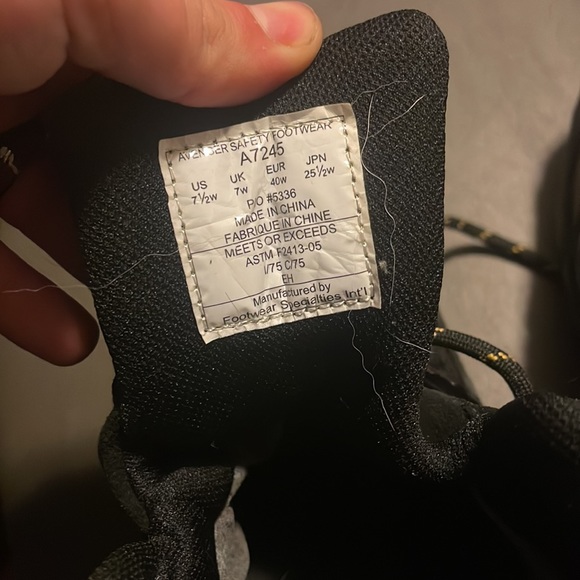 AVENGER SAFETY FOOTWEAR
A7245
US UK EUR JPN
7½W 7W 40W 25½W
P.O #5336
MADE IN CHINA
FABRIQUE EN CHINE
MEETS OR EXCEEDS
ASTM F2413-05
I/75 C/75
EH
Manufactured by
Footwear Specialties Int'l